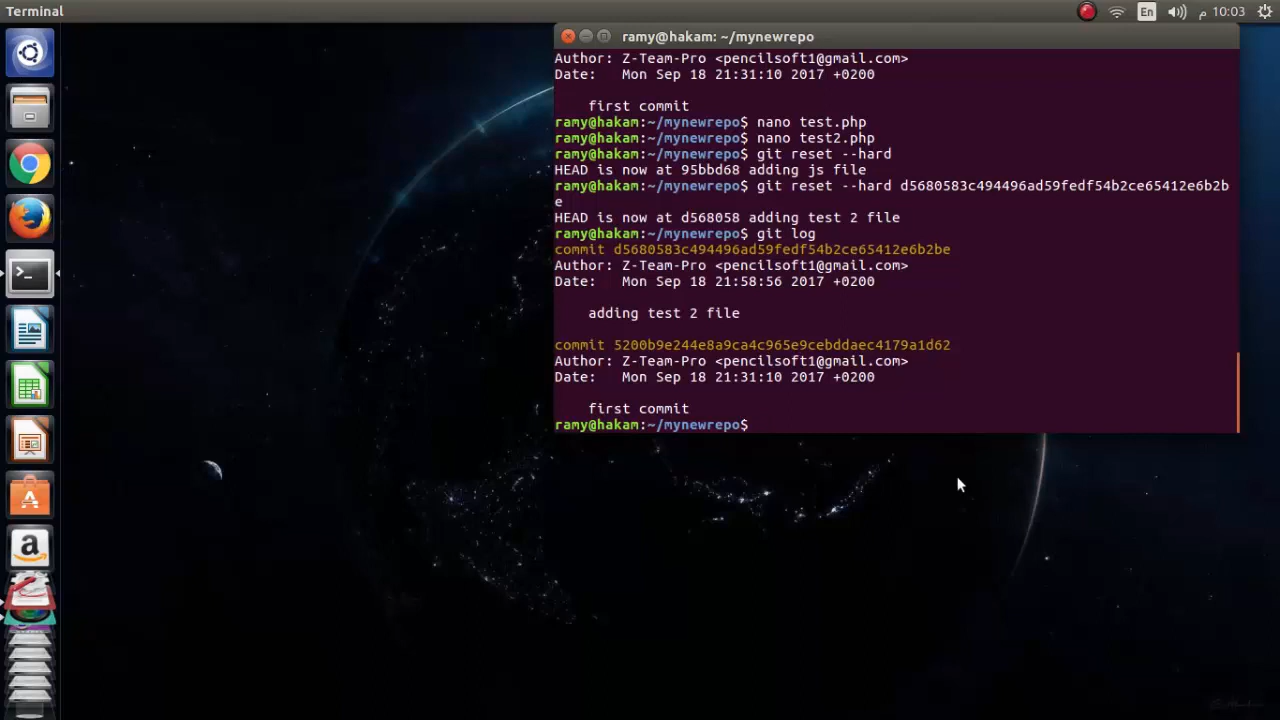 Terminal
En
10:03 م
ramy@hakam: ~/mynewrepo
Author: Z-Team-Pro <pencilsoft1@gmail.com>
Date:   Mon Sep 18 21:31:10 2017 +0200
first commit
ramy@hakam:~/mynewrepo$ nano test.php
ramy@hakam:~/mynewrepo$ nano test2.php
ramy@hakam:~/mynewrepo$ git reset --hard
HEAD is now at 95bbd68 adding js file
ramy@hakam:~/mynewrepo$ git reset --hard d5680583c494496ad59fedf54b2ce65412e6b2b
e
HEAD is now at d568058 adding test 2 file
ramy@hakam:~/mynewrepo$ git log
commit d5680583c494496ad59fedf54b2ce65412e6b2be
Author: Z-Team-Pro <pencilsoft1@gmail.com>
Date:   Mon Sep 18 21:58:56 2017 +0200
adding test 2 file
commit 5200b9e244e8a9ca4c965e9cebddaec4179a1d62
Author: Z-Team-Pro <pencilsoft1@gmail.com>
Date:   Mon Sep 18 21:31:10 2017 +0200
first commit
ramy@hakam:~/mynewrepo$